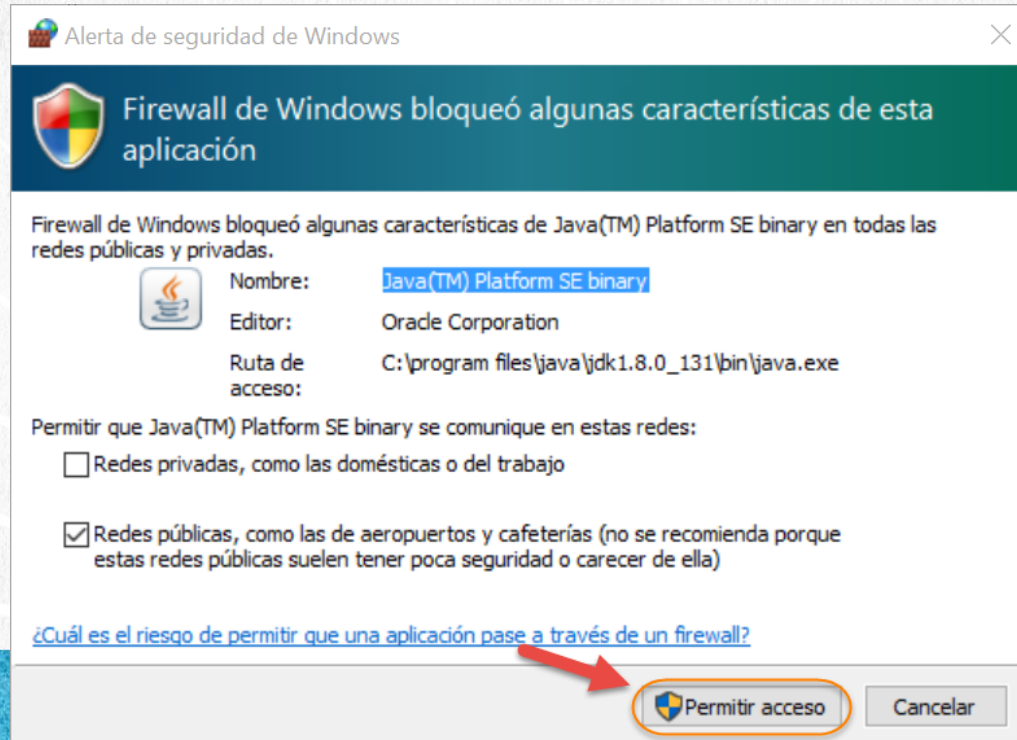 Alerta de seguridad de Windows
Firewall de Windows bloqueó algunas características de esta
aplicación
Firewall de Windows bloqueó algunas características de Java(TM) Platform SE binary en todas las
redes públicas y privadas.
Nombre: Java(TM) Platform SE binary
Editor: Oracle Corporation
Ruta de C:\program files\java\jdk1.8.0_131\bin\java.exe
acceso:
Permitir que Java(TM) Platform SE binary se comunique en estas redes:
Redes privadas, como las domésticas o del trabajo
Redes públicas, como las de aeropuertos y cafeterías (no se recomienda porque
estas redes públicas suelen tener poca seguridad o carecer de ella)
¿Cuál es el riesgo de permitir que una aplicación pase a través de un firewall?
Permitir acceso Cancelar